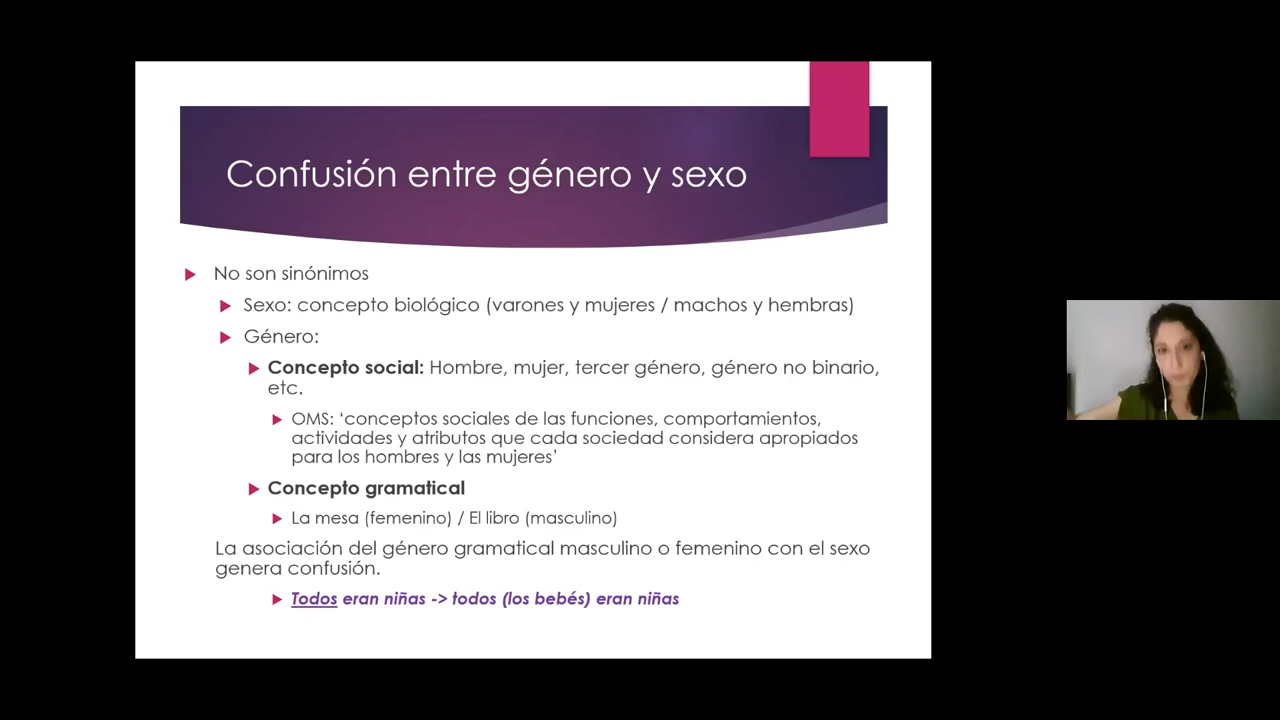 Confusión entre género y sexo
No son sinónimos
Sexo: concepto biológico (varones y mujeres / machos y hembras)
Género:
Concepto social: Hombre, mujer, tercer género, género no binario,
etc.
OMS: ‘conceptos sociales de las funciones, comportamientos,
actividades y atributos que cada sociedad considera apropiados
para los hombres y las mujeres’
Concepto gramatical
La mesa (femenino) / El libro (masculino)
La asociación del género gramatical masculino o femenino con el sexo
genera confusión.
Todos eran niñas -> todos (los bebés) eran niñas